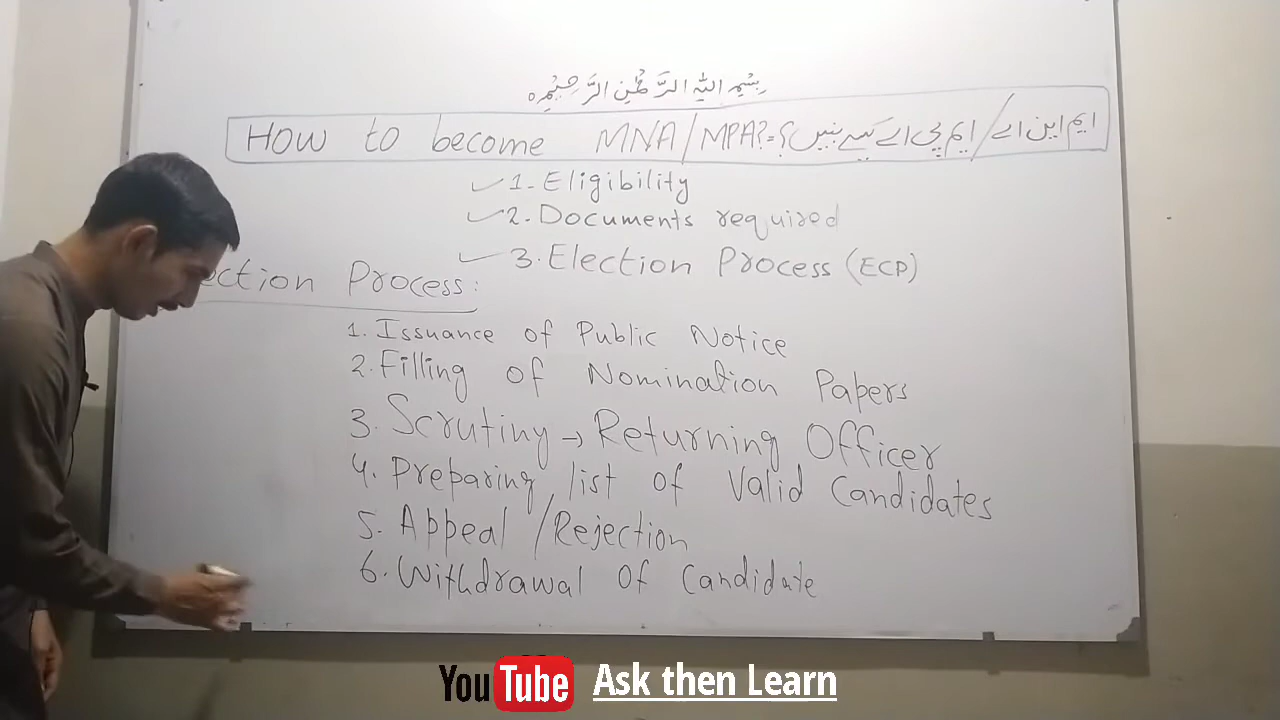 بِسْمِ اللهِ الرَّحْمٰنِ الرَّحِيْمِ
HOW to become MNA/MPA?=؟ ایم این اے/ایم پی اے کیسے بنیں
1. Eligibility
2. Documents required
3. Election Process (ECP)
ction Process:
1. Issuance of Public Notice
2. Filling of Nomination Papers
3. Scrutiny → Returning Officer
4. Preparing list of Valid Candidates
5. Appeal / Rejection
6. Withdrawal Of Candidate
YouTube Ask then Learn